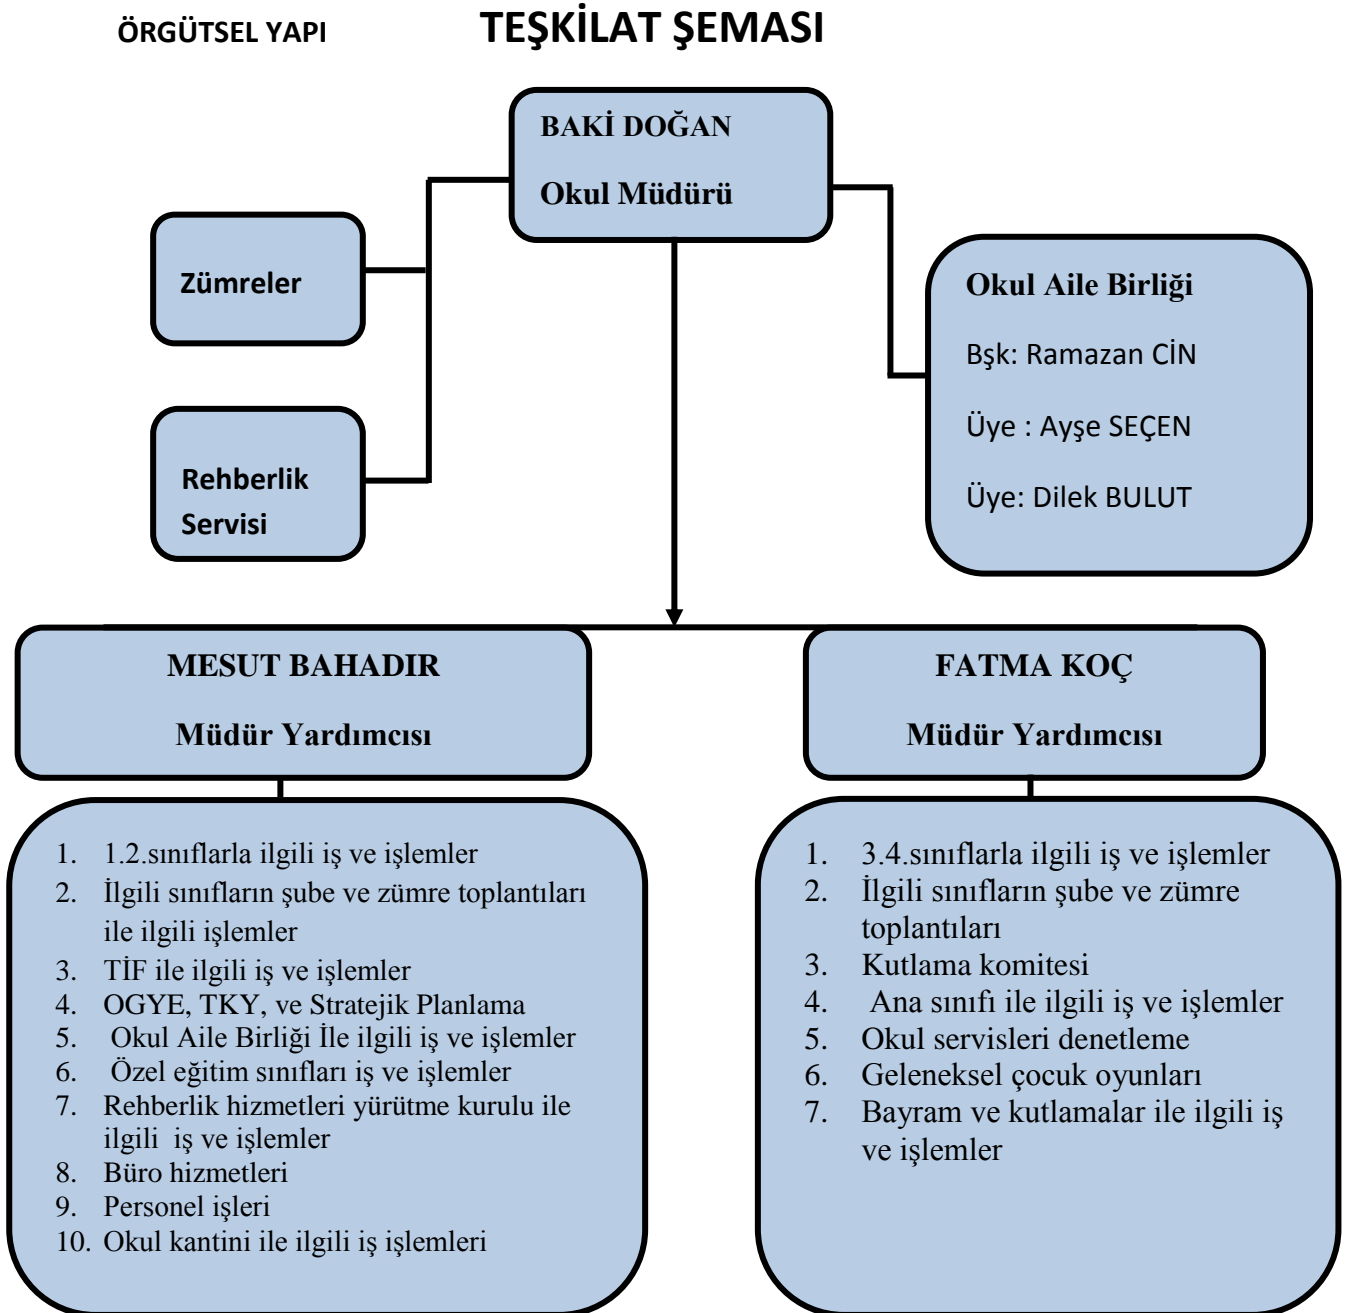 ÖRGÜTSEL YAPI
TEŞKİLAT ŞEMASI
BAKİ DOĞAN
Okul Müdürü
Zümreler
Rehberlik
Servisi
Okul Aile Birliği
Bşk: Ramazan CİN
Üye : Ayşe SEÇEN
Üye: Dilek BULUT
MESUT BAHADIR
Müdür Yardımcısı
1. 1.2.sınıflarla ilgili iş ve işlemler
2. İlgili sınıfların şube ve zümre toplantıları
ile ilgili işlemler
3. TİF ile ilgili iş ve işlemler
4. OGYE, TKY, ve Stratejik Planlama
5. Okul Aile Birliği İle ilgili iş ve işlemler
6. Özel eğitim sınıfları iş ve işlemler
7. Rehberlik hizmetleri yürütme kurulu ile
ilgili iş ve işlemler
8. Büro hizmetleri
9. Personel işleri
10. Okul kantini ile ilgili iş işlemleri
FATMA KOÇ
Müdür Yardımcısı
1. 3.4.sınıflarla ilgili iş ve işlemler
2. İlgili sınıfların şube ve zümre
toplantıları
3. Kutlama komitesi
4. Ana sınıfı ile ilgili iş ve işlemler
5. Okul servisleri denetleme
6. Geleneksel çocuk oyunları
7. Bayram ve kutlamalar ile ilgili iş
ve işlemler